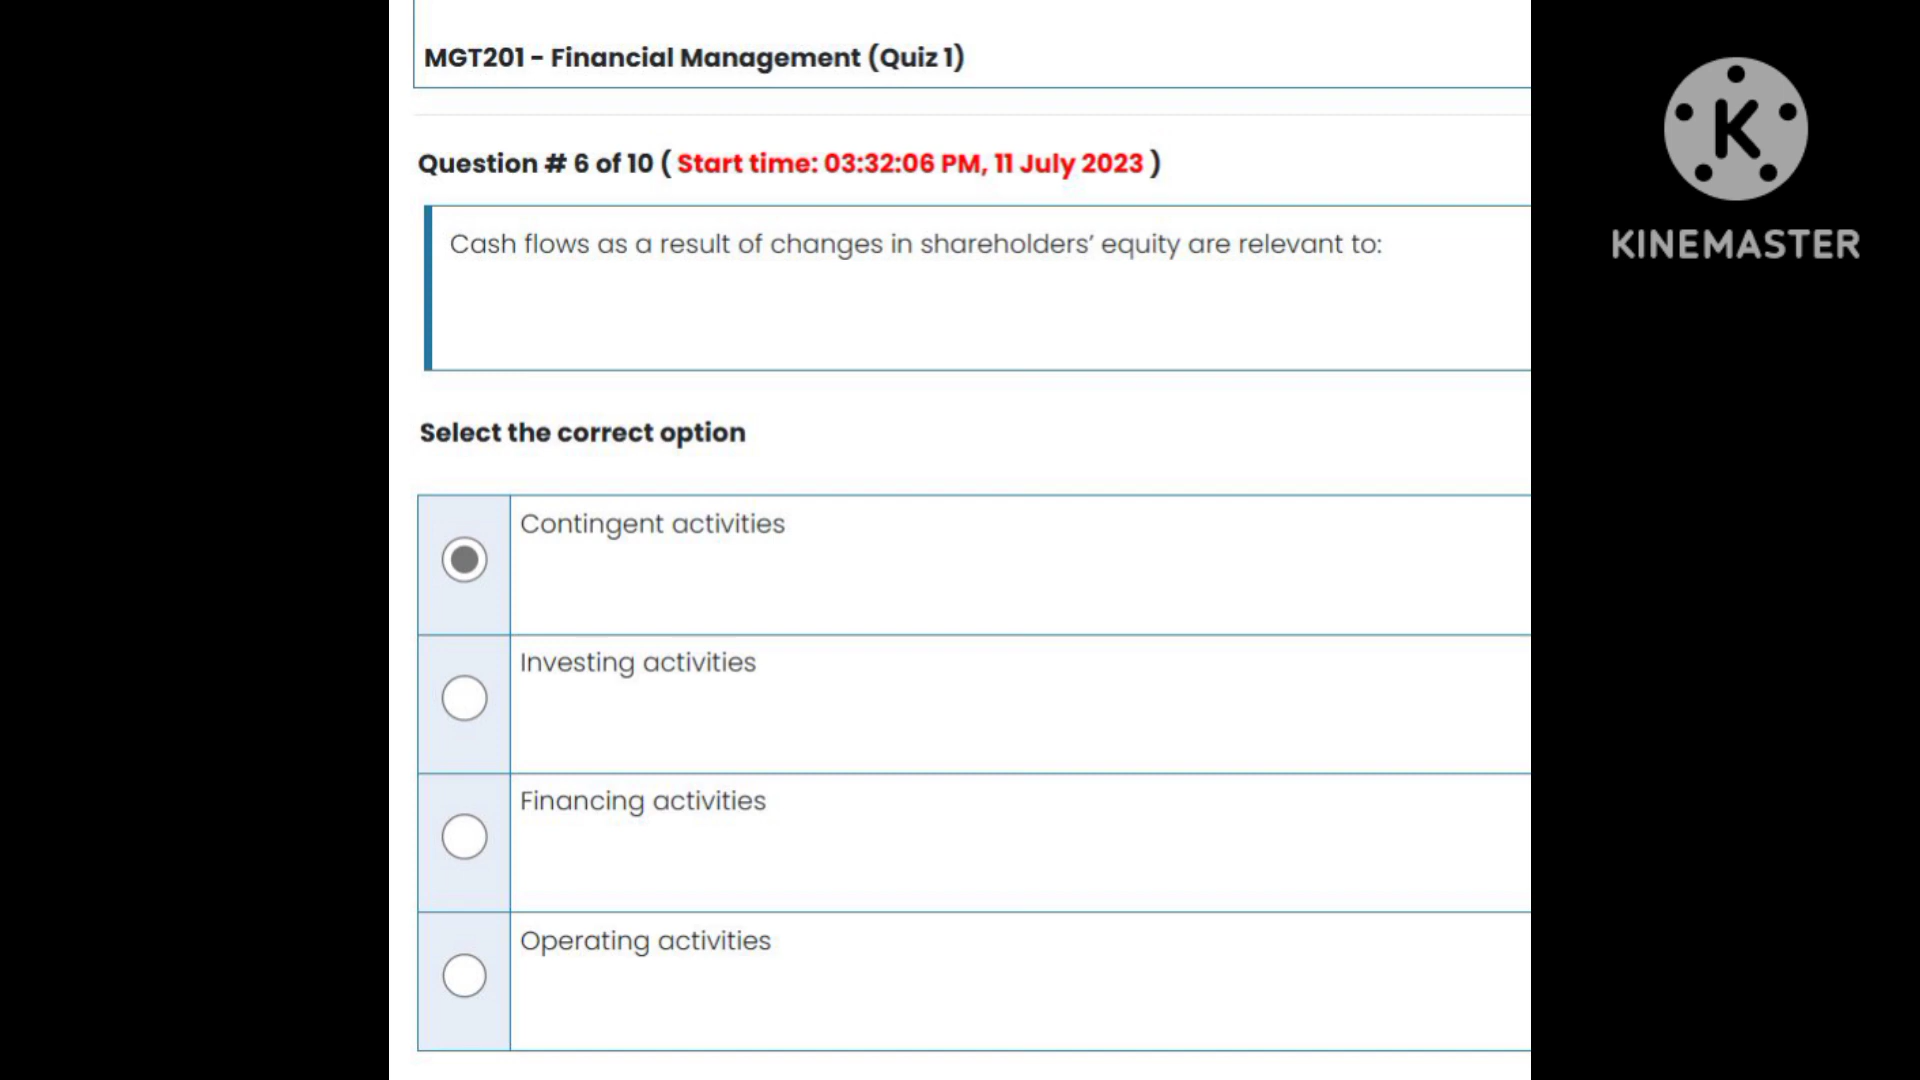 MGT201 - Financial Management (Quiz 1)
Question # 6 of 10 ( Start time: 03:32:06 PM, 11 July 2023 )
Cash flows as a result of changes in shareholders’ equity are relevant to:
Select the correct option
Contingent activities
Investing activities
Financing activities
Operating activities
K
KINEMASTER